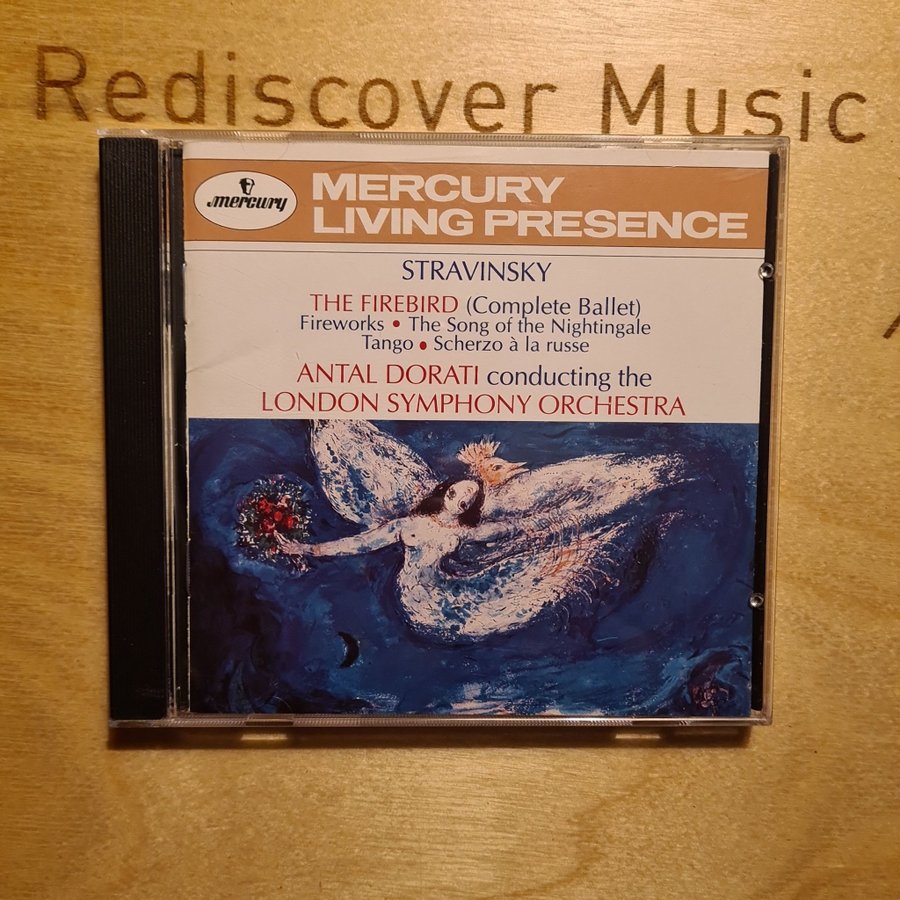 Rediscover Music
mercury
MERCURY
LIVING PRESENCE
STRAVINSKY
THE FIREBIRD (Complete Ballet)
Fireworks • The Song of the Nightingale
Tango • Scherzo à la russe
ANTAL DORATI conducting the
LONDON SYMPHONY ORCHESTRA